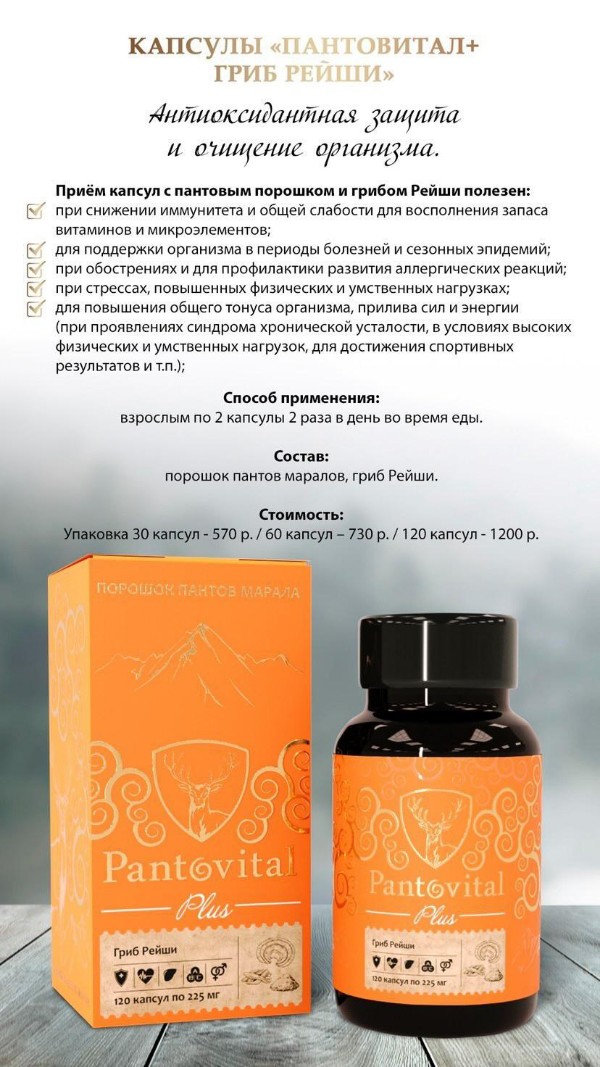 КАПСУЛЫ «ПАНТОВИТАЛ+
ГРИБ РЕЙШИ»
Антиоксидантная защита
и очищение организма.
Приём капсул с пантовым порошком и грибом Рейши полезен:
при снижении иммунитета и общей слабости для восполнения запаса
витаминов и микроэлементов;
для поддержки организма в периоды болезней и сезонных эпидемий;
при обострениях и для профилактики развития аллергических реакций;
при стрессах, повышенных физических и умственных нагрузках;
для повышения общего тонуса организма, прилива сил и энергии
(при проявлениях синдрома хронической усталости, в условиях высоких
физических и умственных нагрузок, для достижения спортивных
результатов и т.п.);
Способ применения:
взрослым по 2 капсулы 2 раза в день во время еды.
Состав:
порошок пантов маралов, гриб Рейши.
Стоимость:
Упаковка 30 капсул - 570 р. / 60 капсул – 730 р. / 120 капсул - 1200 р.
ПОРОШОК ПАНТОВ МАРАЛА
Pantovital
Plus
Гриб Рейши
120 капсул по 225 мг
Pantovital
Plus
Гриб Рейши
120 капсул по 225 мг